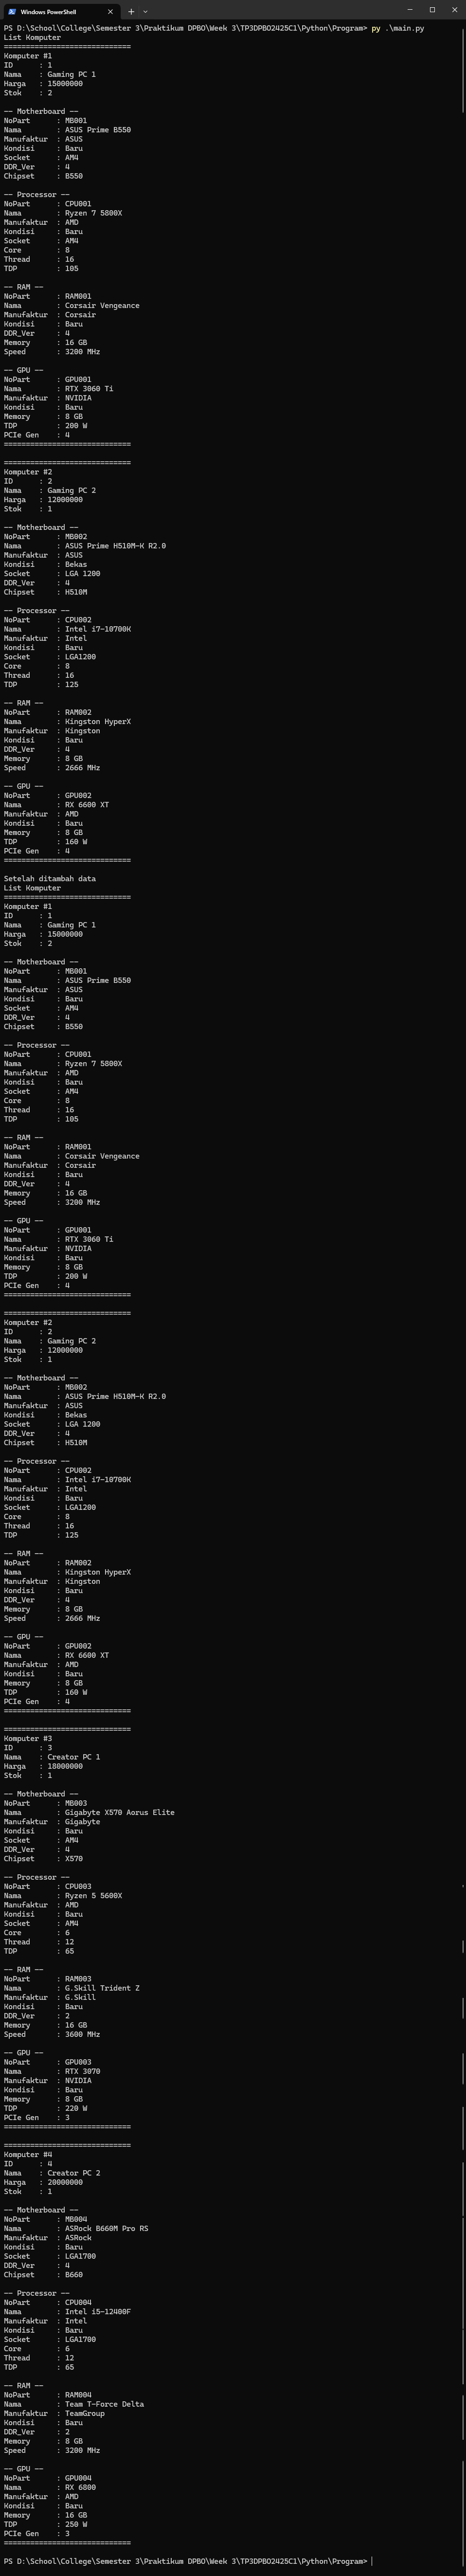 Windows PowerShell
PS D:\School\College\Semester 3\Praktikum DPBO\Week 3\TP3DPBO2425C1\Python\Program> py .\main.py
List Komputer
=============================
Komputer #1
ID      : 1
Nama    : Gaming PC 1
Harga   : 15000000
Stok    : 2

-- Motherboard --
NoPart      : MB001
Nama        : ASUS Prime B550
Manufaktur  : ASUS
Kondisi     : Baru
Socket      : AM4
DDR_Ver     : 4
Chipset     : B550

-- Processor --
NoPart      : CPU001
Nama        : Ryzen 7 5800X
Manufaktur  : AMD
Kondisi     : Baru
Socket      : AM4
Core        : 8
Thread      : 16
TDP         : 105

-- RAM --
NoPart      : RAM001
Nama        : Corsair Vengeance
Manufaktur  : Corsair
Kondisi     : Baru
DDR_Ver     : 4
Memory      : 16 GB
Speed       : 3200 MHz

-- GPU --
NoPart      : GPU001
Nama        : RTX 3060 Ti
Manufaktur  : NVIDIA
Kondisi     : Baru
Memory      : 8 GB
TDP         : 200 W
PCIe Gen    : 4
=============================

=============================
Komputer #2
ID      : 2
Nama    : Gaming PC 2
Harga   : 12000000
Stok    : 1

-- Motherboard --
NoPart      : MB002
Nama        : ASUS Prime H510M-K R2.0
Manufaktur  : ASUS
Kondisi     : Bekas
Socket      : LGA 1200
DDR_Ver     : 4
Chipset     : H510M

-- Processor --
NoPart      : CPU002
Nama        : Intel i7-10700K
Manufaktur  : Intel
Kondisi     : Baru
Socket      : LGA1200
Core        : 8
Thread      : 16
TDP         : 125

-- RAM --
NoPart      : RAM002
Nama        : Kingston HyperX
Manufaktur  : Kingston
Kondisi     : Baru
DDR_Ver     : 4
Memory      : 8 GB
Speed       : 2666 MHz

-- GPU --
NoPart      : GPU002
Nama        : RX 6600 XT
Manufaktur  : AMD
Kondisi     : Baru
Memory      : 8 GB
TDP         : 160 W
PCIe Gen    : 4
=============================

Setelah ditambah data
List Komputer
=============================
Komputer #1
ID      : 1
Nama    : Gaming PC 1
Harga   : 15000000
Stok    : 2

-- Motherboard --
NoPart      : MB001
Nama        : ASUS Prime B550
Manufaktur  : ASUS
Kondisi     : Baru
Socket      : AM4
DDR_Ver     : 4
Chipset     : B550

-- Processor --
NoPart      : CPU001
Nama        : Ryzen 7 5800X
Manufaktur  : AMD
Kondisi     : Baru
Socket      : AM4
Core        : 8
Thread      : 16
TDP         : 105

-- RAM --
NoPart      : RAM001
Nama        : Corsair Vengeance
Manufaktur  : Corsair
Kondisi     : Baru
DDR_Ver     : 4
Memory      : 16 GB
Speed       : 3200 MHz

-- GPU --
NoPart      : GPU001
Nama        : RTX 3060 Ti
Manufaktur  : NVIDIA
Kondisi     : Baru
Memory      : 8 GB
TDP         : 200 W
PCIe Gen    : 4
=============================

=============================
Komputer #2
ID      : 2
Nama    : Gaming PC 2
Harga   : 12000000
Stok    : 1

-- Motherboard --
NoPart      : MB002
Nama        : ASUS Prime H510M-K R2.0
Manufaktur  : ASUS
Kondisi     : Bekas
Socket      : LGA 1200
DDR_Ver     : 4
Chipset     : H510M

-- Processor --
NoPart      : CPU002
Nama        : Intel i7-10700K
Manufaktur  : Intel
Kondisi     : Baru
Socket      : LGA1200
Core        : 8
Thread      : 16
TDP         : 125

-- RAM --
NoPart      : RAM002
Nama        : Kingston HyperX
Manufaktur  : Kingston
Kondisi     : Baru
DDR_Ver     : 4
Memory      : 8 GB
Speed       : 2666 MHz

-- GPU --
NoPart      : GPU002
Nama        : RX 6600 XT
Manufaktur  : AMD
Kondisi     : Baru
Memory      : 8 GB
TDP         : 160 W
PCIe Gen    : 4
=============================

=============================
Komputer #3
ID      : 3
Nama    : Creator PC 1
Harga   : 18000000
Stok    : 1

-- Motherboard --
NoPart      : MB003
Nama        : Gigabyte X570 Aorus Elite
Manufaktur  : Gigabyte
Kondisi     : Baru
Socket      : AM4
DDR_Ver     : 4
Chipset     : X570

-- Processor --
NoPart      : CPU003
Nama        : Ryzen 5 5600X
Manufaktur  : AMD
Kondisi     : Baru
Socket      : AM4
Core        : 6
Thread      : 12
TDP         : 65

-- RAM --
NoPart      : RAM003
Nama        : G.Skill Trident Z
Manufaktur  : G.Skill
Kondisi     : Baru
DDR_Ver     : 2
Memory      : 16 GB
Speed       : 3600 MHz

-- GPU --
NoPart      : GPU003
Nama        : RTX 3070
Manufaktur  : NVIDIA
Kondisi     : Baru
Memory      : 8 GB
TDP         : 220 W
PCIe Gen    : 3
=============================

=============================
Komputer #4
ID      : 4
Nama    : Creator PC 2
Harga   : 20000000
Stok    : 1

-- Motherboard --
NoPart      : MB004
Nama        : ASRock B660M Pro RS
Manufaktur  : ASRock
Kondisi     : Baru
Socket      : LGA1700
DDR_Ver     : 4
Chipset     : B660

-- Processor --
NoPart      : CPU004
Nama        : Intel i5-12400F
Manufaktur  : Intel
Kondisi     : Baru
Socket      : LGA1700
Core        : 6
Thread      : 12
TDP         : 65

-- RAM --
NoPart      : RAM004
Nama        : Team T-Force Delta
Manufaktur  : TeamGroup
Kondisi     : Baru
DDR_Ver     : 2
Memory      : 8 GB
Speed       : 3200 MHz

-- GPU --
NoPart      : GPU004
Nama        : RX 6800
Manufaktur  : AMD
Kondisi     : Baru
Memory      : 16 GB
TDP         : 250 W
PCIe Gen    : 3
=============================

PS D:\School\College\Semester 3\Praktikum DPBO\Week 3\TP3DPBO2425C1\Python\Program>